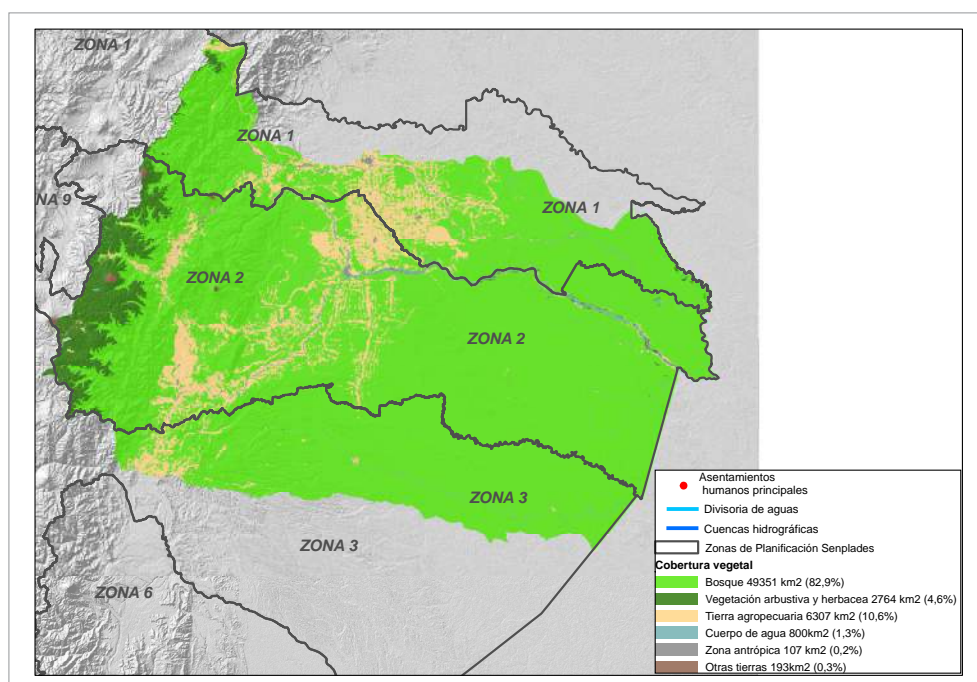 ZONA 1
ZONA 1
NA 9
ZONA 1
ZONA 2
ZONA 2
ZONA 3
ZONA 3
ZONA 6
Asentamientos
humanos principales
Divisoria de aguas
Cuencas hidrográficas
Zonas de Planificación Senplades
Cobertura vegetal
Bosque 49351 km2 (82,9%)
Vegetación arbustiva y herbacea 2764 km2 (4,6%)
Tierra agropecuaria 6307 km2 (10,6%)
Cuerpo de agua 800km2 (1,3%)
Zona antrópica 107 km2 (0,2%)
Otras tierras 193km2 (0,3%)